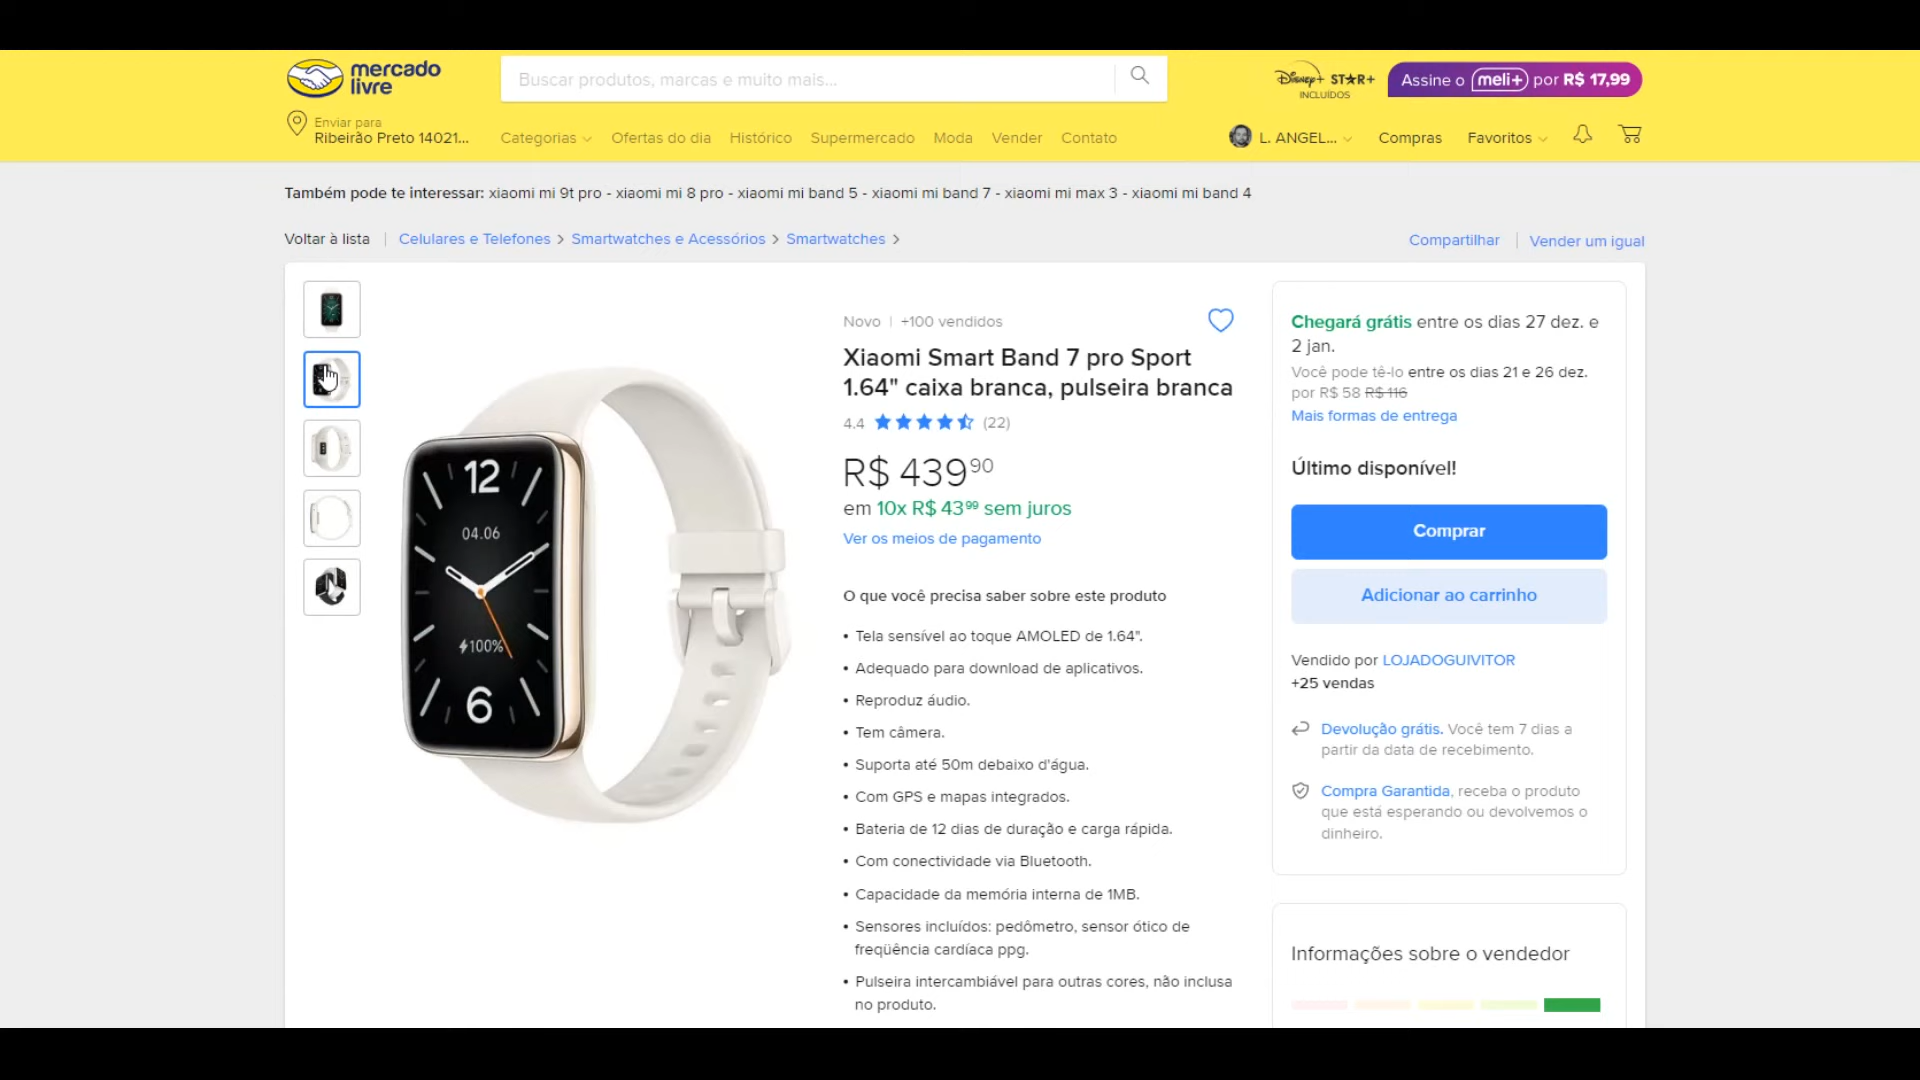 mercado
livre
Buscar produtos, marcas e muito mais...
Disney+ STAR+
INCLUÍDOS
Assine o meli+ por R$ 17,99
Enviar para
Ribeirão Preto 14021...
Categorias
Ofertas do dia
Histórico
Supermercado
Moda
Vender
Contato
L. ANGEL...
Compras
Favoritos
Também pode te interessar: xiaomi mi 9t pro - xiaomi mi 8 pro - xiaomi mi band 5 - xiaomi mi band 7 - xiaomi mi max 3 - xiaomi mi band 4
Voltar à lista | Celulares e Telefones > Smartwatches e Acessórios > Smartwatches >
Compartilhar | Vender um igual
12
04.06
100%
6
Novo | +100 vendidos
Xiaomi Smart Band 7 pro Sport
1.64" caixa branca, pulseira branca
4.4 (22)
R$ 439 90
em 10x R$ 43 99 sem juros
Ver os meios de pagamento
O que você precisa saber sobre este produto
• Tela sensível ao toque AMOLED de 1.64".
• Adequado para download de aplicativos.
• Reproduz áudio.
• Tem câmera.
• Suporta até 50m debaixo d'água.
• Com GPS e mapas integrados.
• Bateria de 12 dias de duração e carga rápida.
• Com conectividade via Bluetooth.
• Capacidade da memória interna de 1MB.
• Sensores incluídos: pedômetro, sensor ótico de
freqüência cardíaca ppg.
• Pulseira intercambiável para outras cores, não inclusa
no produto.
Chegará grátis entre os dias 27 dez. e
2 jan.
Você pode tê-lo entre os dias 21 e 26 dez.
por R$ 58 R$ 116
Mais formas de entrega
Último disponível!
Comprar
Adicionar ao carrinho
Vendido por LOJADOGUIVITOR
+25 vendas
Devolução grátis. Você tem 7 dias a
partir da data de recebimento.
Compra Garantida, receba o produto
que está esperando ou devolvemos o
dinheiro.
Informações sobre o vendedor